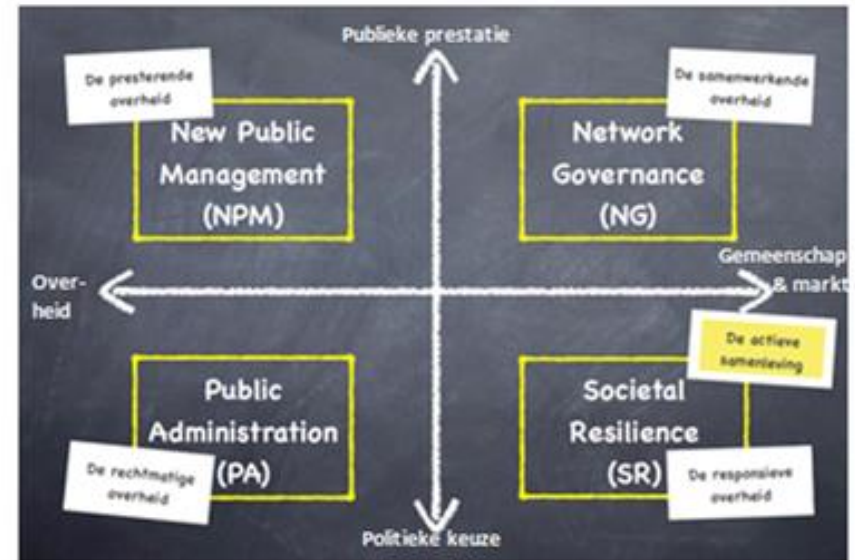 Publieke prestatie
De presterende
overheid
New Public
Management
(NPM)
De samenwerkende
overheid
Network
Governance
(NG)
Over-
heid
Gemeenschap
& markt
De actieve
samenleving
Public
Administration
(PA)
De rechtmatige
overheid
Societal
Resilience
(SR)
De responsieve
overheid
Politieke keuze